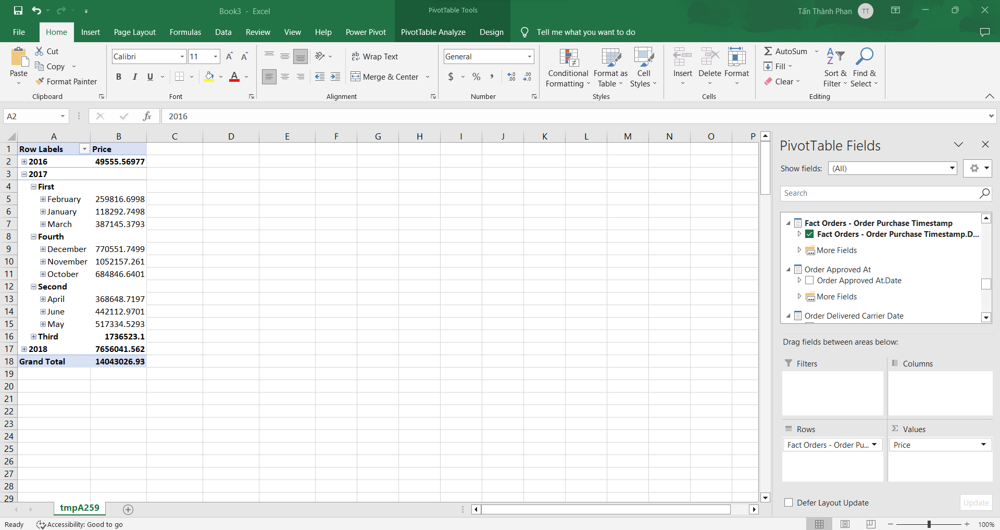 Book3 - Excel
PivotTable Tools
Tấn Thành Phan
TT
File Home Insert Page Layout Formulas Data Review View Help Power Pivot PivotTable Analyze Design Tell me what you want to do
Paste
Cut
Copy
Format Painter
Clipboard
Calibri 11
A A
B I U A
Font
ab Wrap Text
Merge & Center
Alignment
General
$ % ,
Number
Conditional Formatting
Format as Table
Cell Styles
Styles
Insert Delete Format
Cells
AutoSum
Fill
Clear
Sort & Filter
Find & Select
Editing
A2 fx 2016
A B C D E F G H I J K L M N O P
1 Row Labels Price
2 2016 49555.56977
3 2017
4 First
5 February 259816.6998
6 January 118292.7498
7 March 387145.3793
8 Fourth
9 December 770551.7499
10 November 1052157.261
11 October 684846.6401
12 Second
13 April 368648.7197
14 June 442112.9701
15 May 517334.5293
16 Third 1736523.1
17 2018 7656041.562
18 Grand Total 14043026.93
19
20
21
22
23
24
25
26
27
28
29
tmpA259
PivotTable Fields
Show fields: (All)
Search
Fact Orders - Order Purchase Timestamp
Fact Orders - Order Purchase Timestamp.D...
More Fields
Order Approved At
Order Approved At.Date
More Fields
Order Delivered Carrier Date
Drag fields between areas below:
Filters
Columns
Rows
Σ Values
Fact Orders - Order Pu...
Price
Defer Layout Update
Update
Ready
Accessibility: Good to go
100%